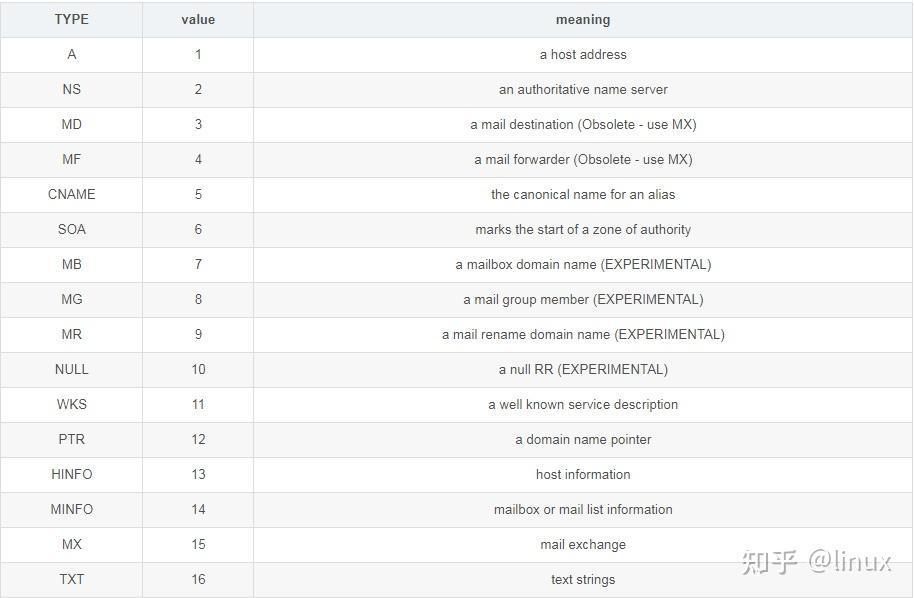 TYPE value meaning
A 1 a host address
NS 2 an authoritative name server
MD 3 a mail destination (Obsolete - use MX)
MF 4 a mail forwarder (Obsolete - use MX)
CNAME 5 the canonical name for an alias
SOA 6 marks the start of a zone of authority
MB 7 a mailbox domain name (EXPERIMENTAL)
MG 8 a mail group member (EXPERIMENTAL)
MR 9 a mail rename domain name (EXPERIMENTAL)
NULL 10 a null RR (EXPERIMENTAL)
WKS 11 a well known service description
PTR 12 a domain name pointer
HINFO 13 host information
MINFO 14 mailbox or mail list information
MX 15 mail exchange
知乎 @linux
TXT 16 text strings